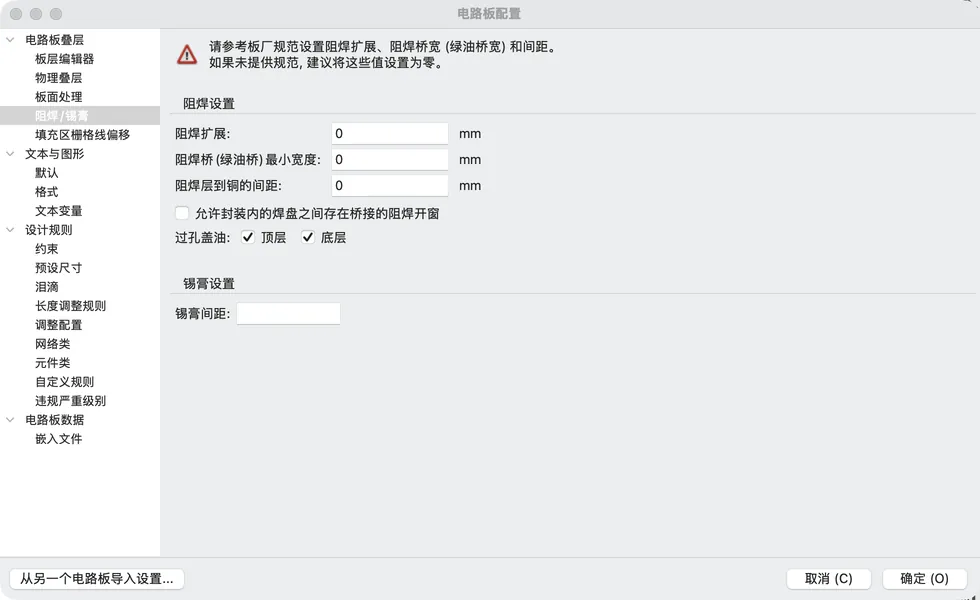 电路板配置
电路板叠层
板层编辑器
物理叠层
板面处理
阻焊/锡膏
填充区栅格线偏移
文本与图形
默认
格式
文本变量
设计规则
约束
预设尺寸
泪滴
长度调整规则
调整配置
网络类
元件类
自定义规则
违规严重级别
电路板数据
嵌入文件
请参考板厂规范设置阻焊扩展、阻焊桥宽 (绿油桥宽) 和间距。
如果未提供规范, 建议将这些值设置为零。
阻焊设置
阻焊扩展: 0 mm
阻焊桥 (绿油桥) 最小宽度: 0 mm
阻焊层到铜的间距: 0 mm
允许封装内的焊盘之间存在桥接的阻焊开窗
过孔盖油: 顶层 底层
锡膏设置
锡膏间距:
从另一个电路板导入设置... 取消 (C) 确定 (O)